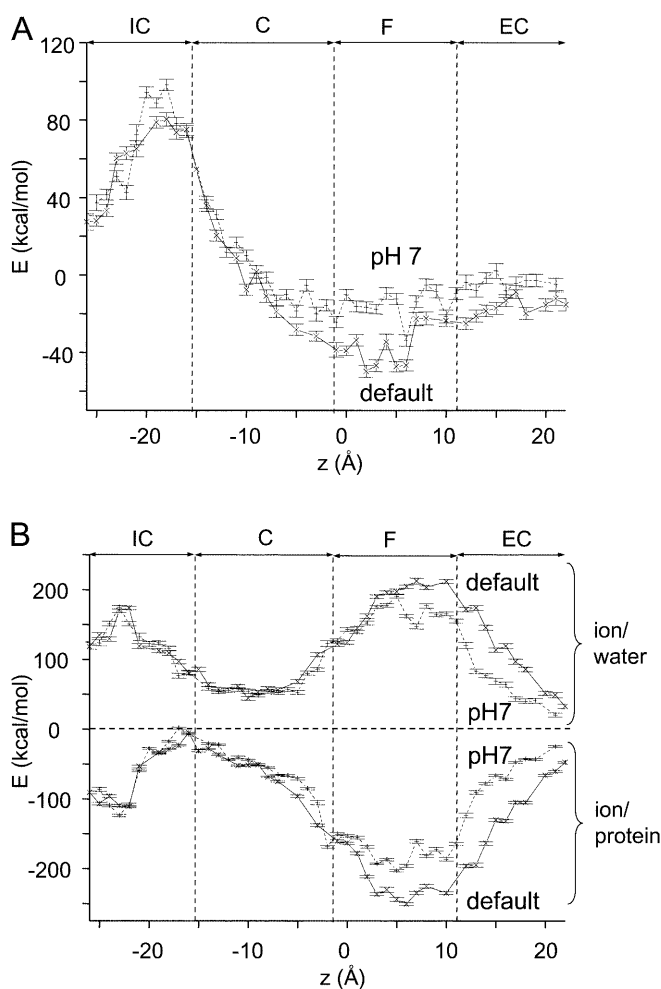 A
IC C F EC
120
80
40
0
-40
E (kcal/mol)
pH 7
default
-20 -10 0 10 20
z (Å)
B
IC C F EC
200
100
0
-100
-200
E (kcal/mol)
default
pH7
ion/
water
pH7
default
ion/
protein
-20 -10 0 10 20
z (Å)